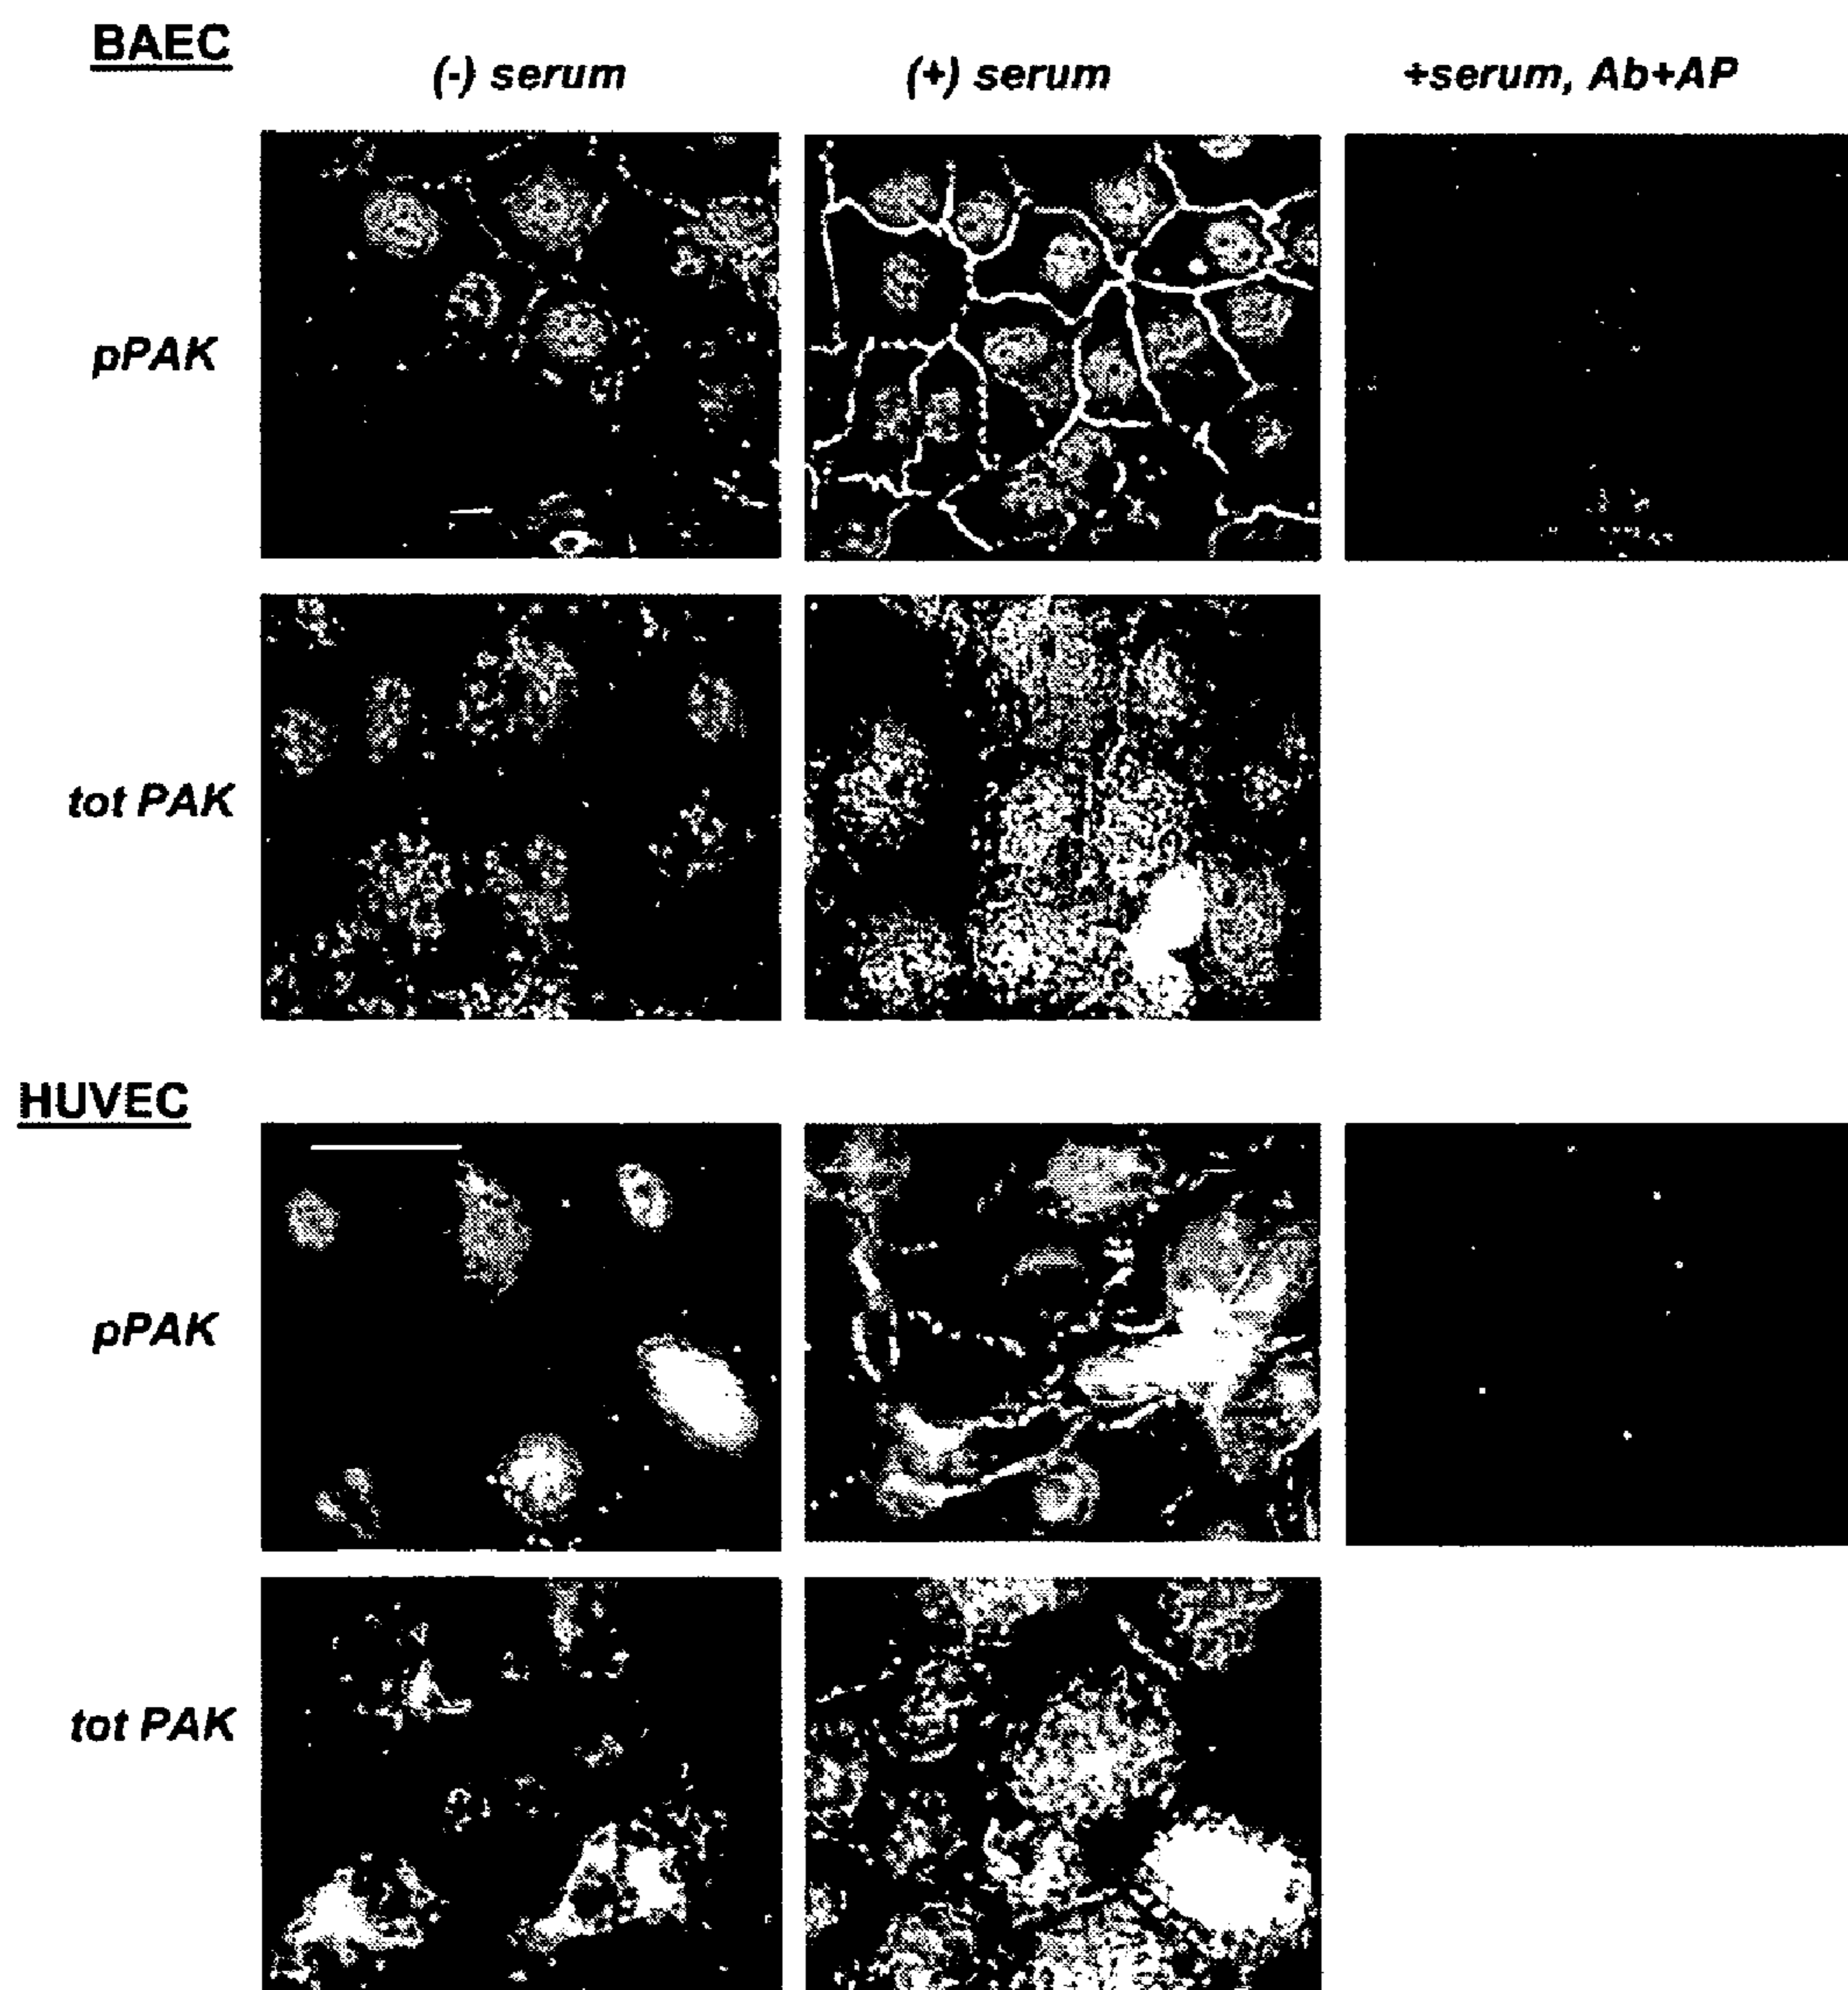 BAEC
(-) serum
(+) serum
+serum, Ab+AP
pPAK
tot PAK
HUVEC
pPAK
tot PAK